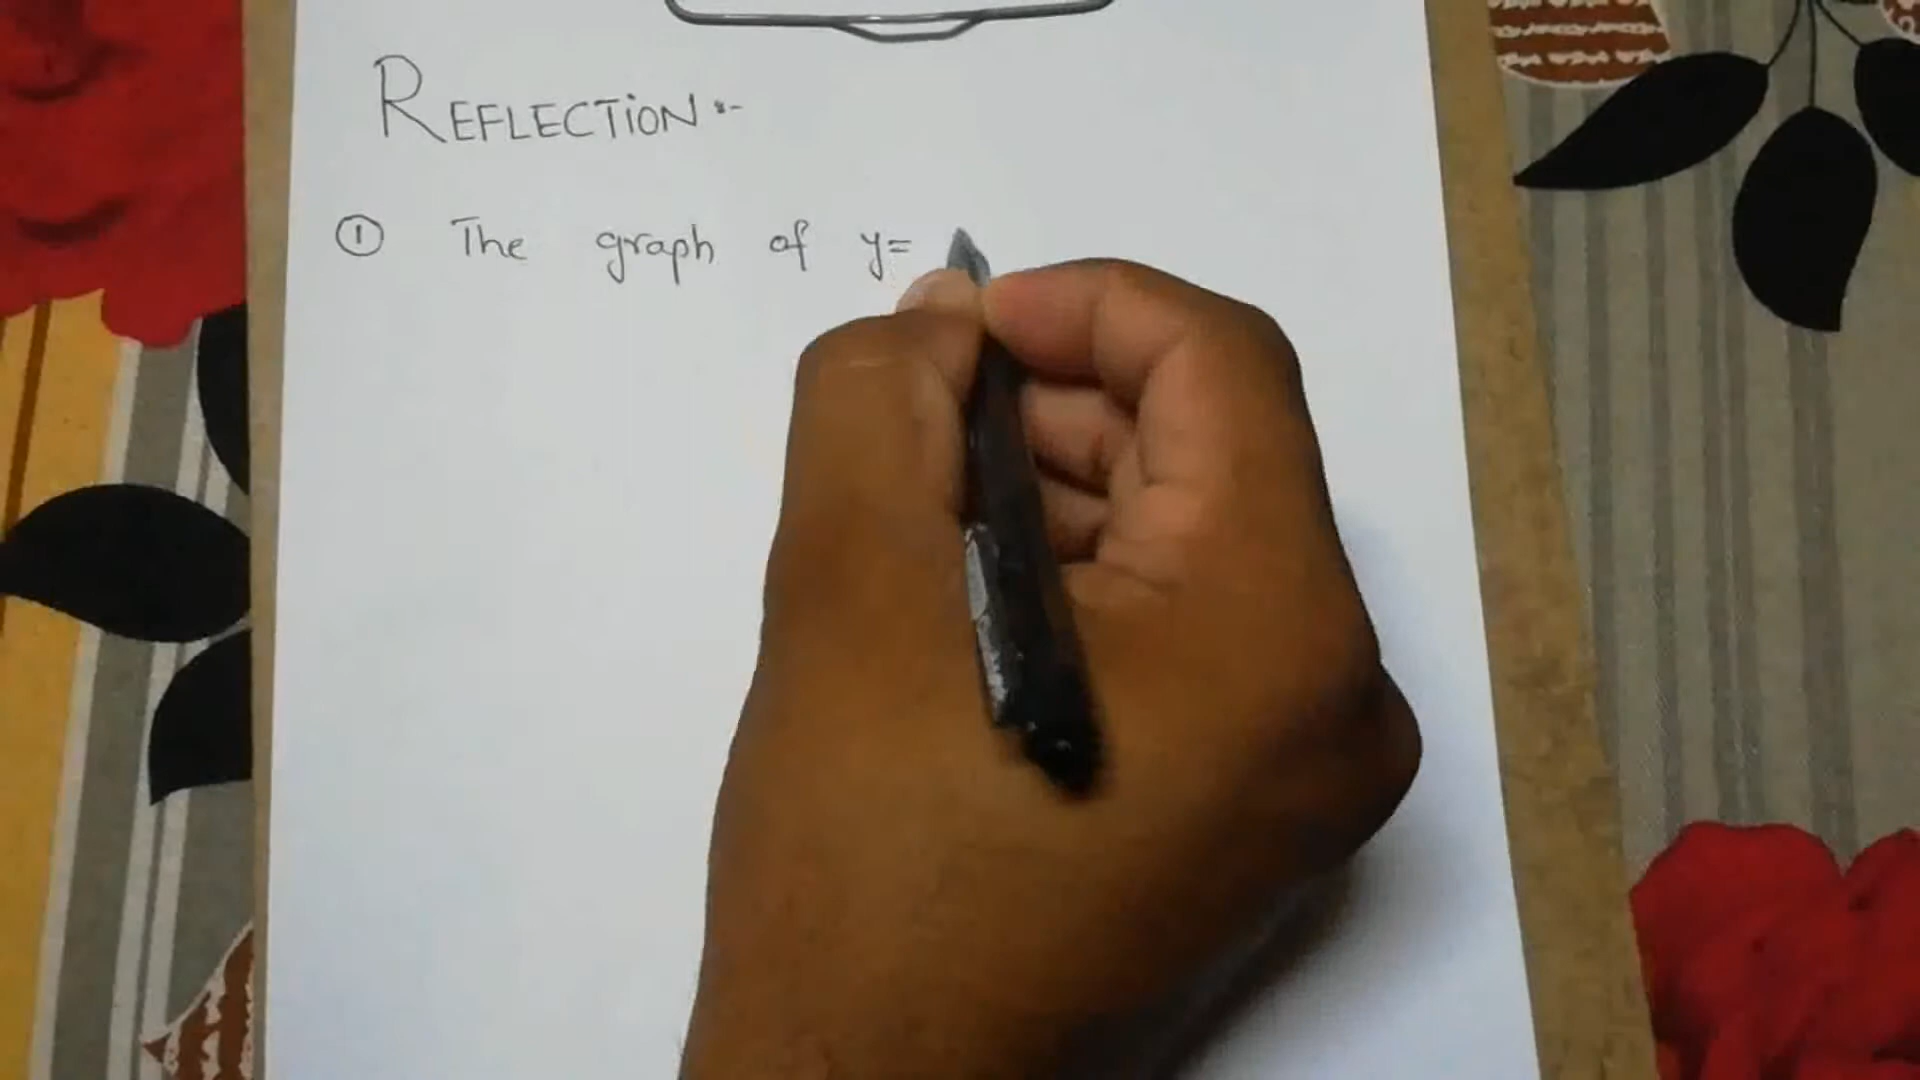 REFLECTION :-
① The graph of y=